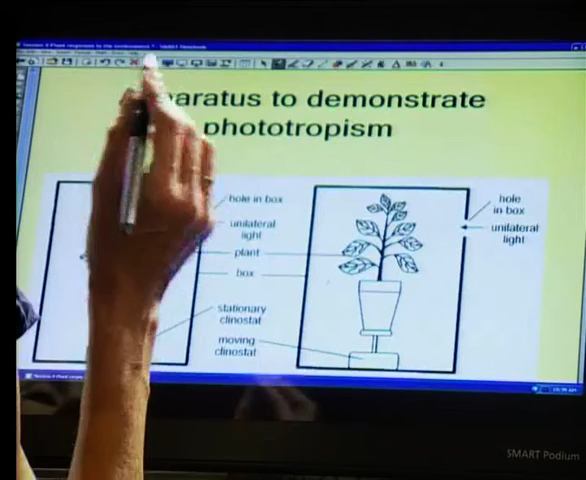 paratus to demonstrate
phototropism
hole in box
unilateral
light
plant
box
stationary
clinostat
moving
clinostat
hole
in box
unilateral
light
SMART Podium